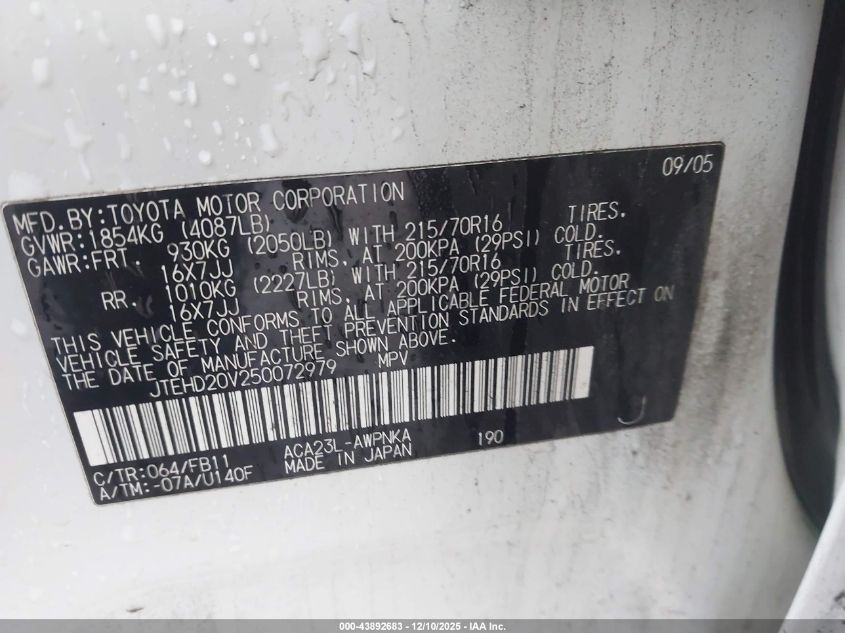 09/05
MFD.BY:TOYOTA MOTOR CORPORATION
GVWR:1854KG (4087LB)
GAWR:FRT. 930KG (2050LB) WITH 215/70R16 TIRES,
16X7JJ RIMS, AT 200KPA (29PSI) COLD.
RR. 1010KG (2227LB) WITH 215/70R16 TIRES,
16X7JJ RIMS, AT 200KPA (29PSI) COLD.
THIS VEHICLE CONFORMS TO ALL APPLICABLE FEDERAL MOTOR
VEHICLE SAFETY AND THEFT PREVENTION STANDARDS IN EFFECT ON
THE DATE OF MANUFACTURE SHOWN ABOVE.
JTEHD20V250072979 MPV
C/TR:064/FB11 ACA23L-AWPNKA 190
A/TM:-07A/U140F MADE IN JAPAN
J
000-43892683 - 12/10/2025 - IAA Inc.